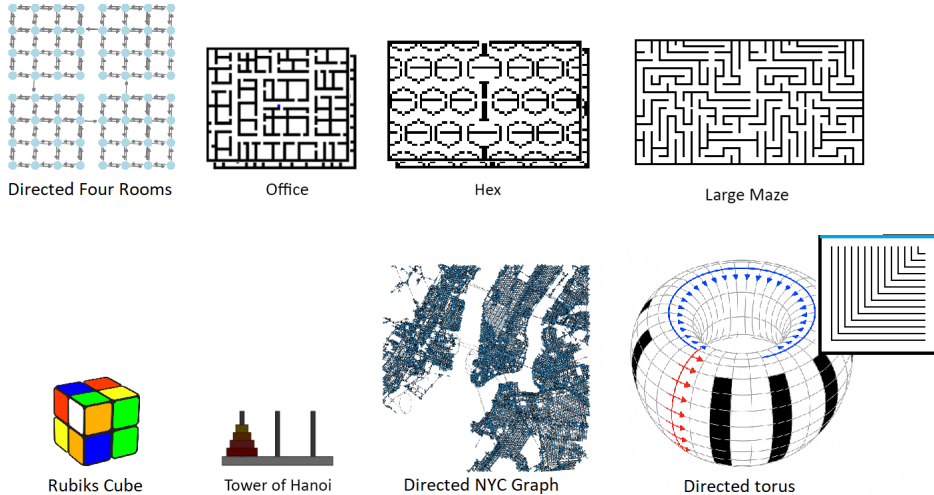 Directed Four Rooms
Office
Hex
Large Maze
Rubiks Cube
Tower of Hanoi
Directed NYC Graph
Directed torus